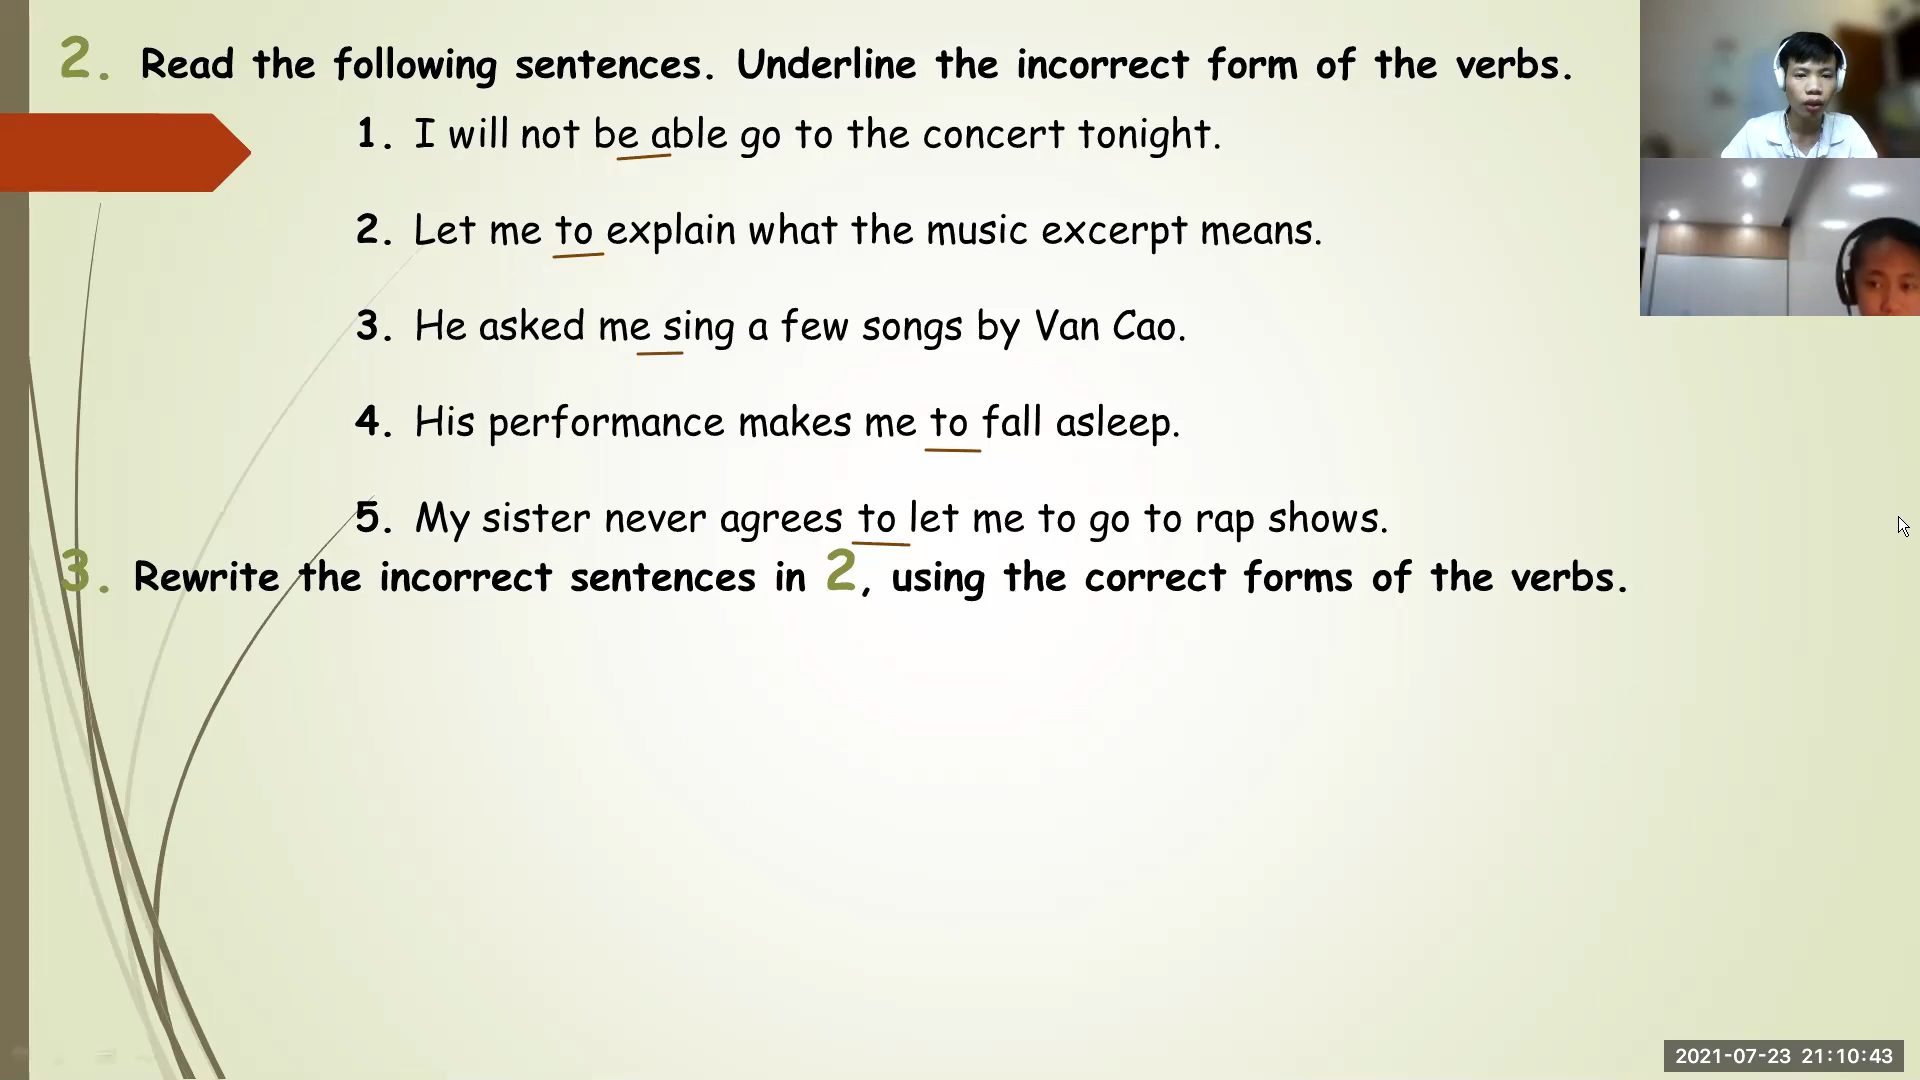 2. Read the following sentences. Underline the incorrect form of the verbs.
1. I will not be able go to the concert tonight.
2. Let me to explain what the music excerpt means.
3. He asked me sing a few songs by Van Cao.
4. His performance makes me to fall asleep.
5. My sister never agrees to let me to go to rap shows.
3. Rewrite the incorrect sentences in 2, using the correct forms of the verbs.
2021-07-23 21:10:43